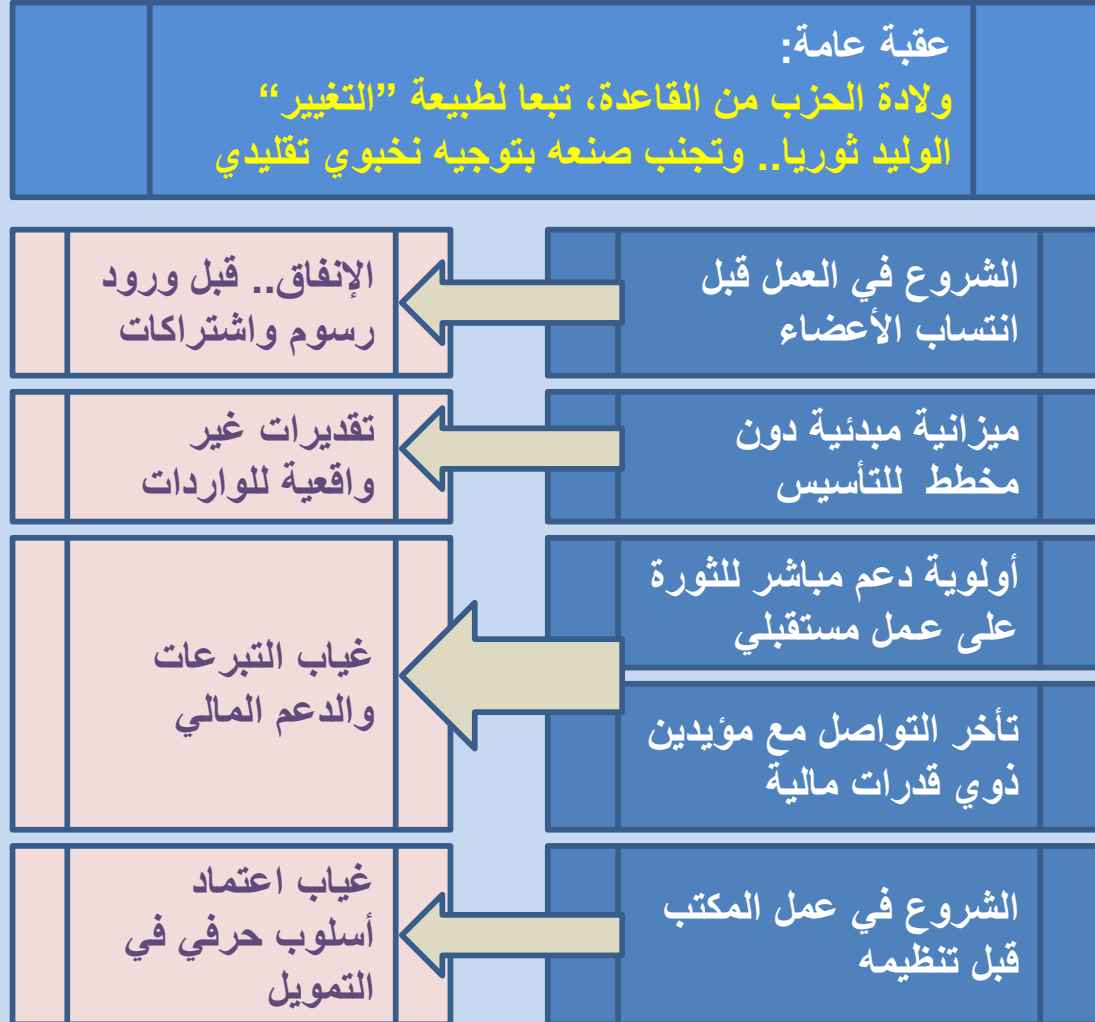 عقبة عامة:
ولادة الحزب من القاعدة، تبعا لطبيعة ”التغيير“
الوليد ثوريا.. وتجنب صنعه بتوجيه نخبوي تقليدي
الشروع في العمل قبل
انتساب الأعضاء
الإنفاق.. قبل ورود
رسوم واشتراكات
ميزانية مبدئية دون
مخطط للتأسيس
تقديرات غير
واقعية للواردات
أولوية دعم مباشر للثورة
على عمل مستقبلي
تأخر التواصل مع مؤيدين
ذوي قدرات مالية
غياب التبرعات
والدعم المالي
الشروع في عمل المكتب
قبل تنظيمه
غياب اعتماد
أسلوب حرفي في
التمويل